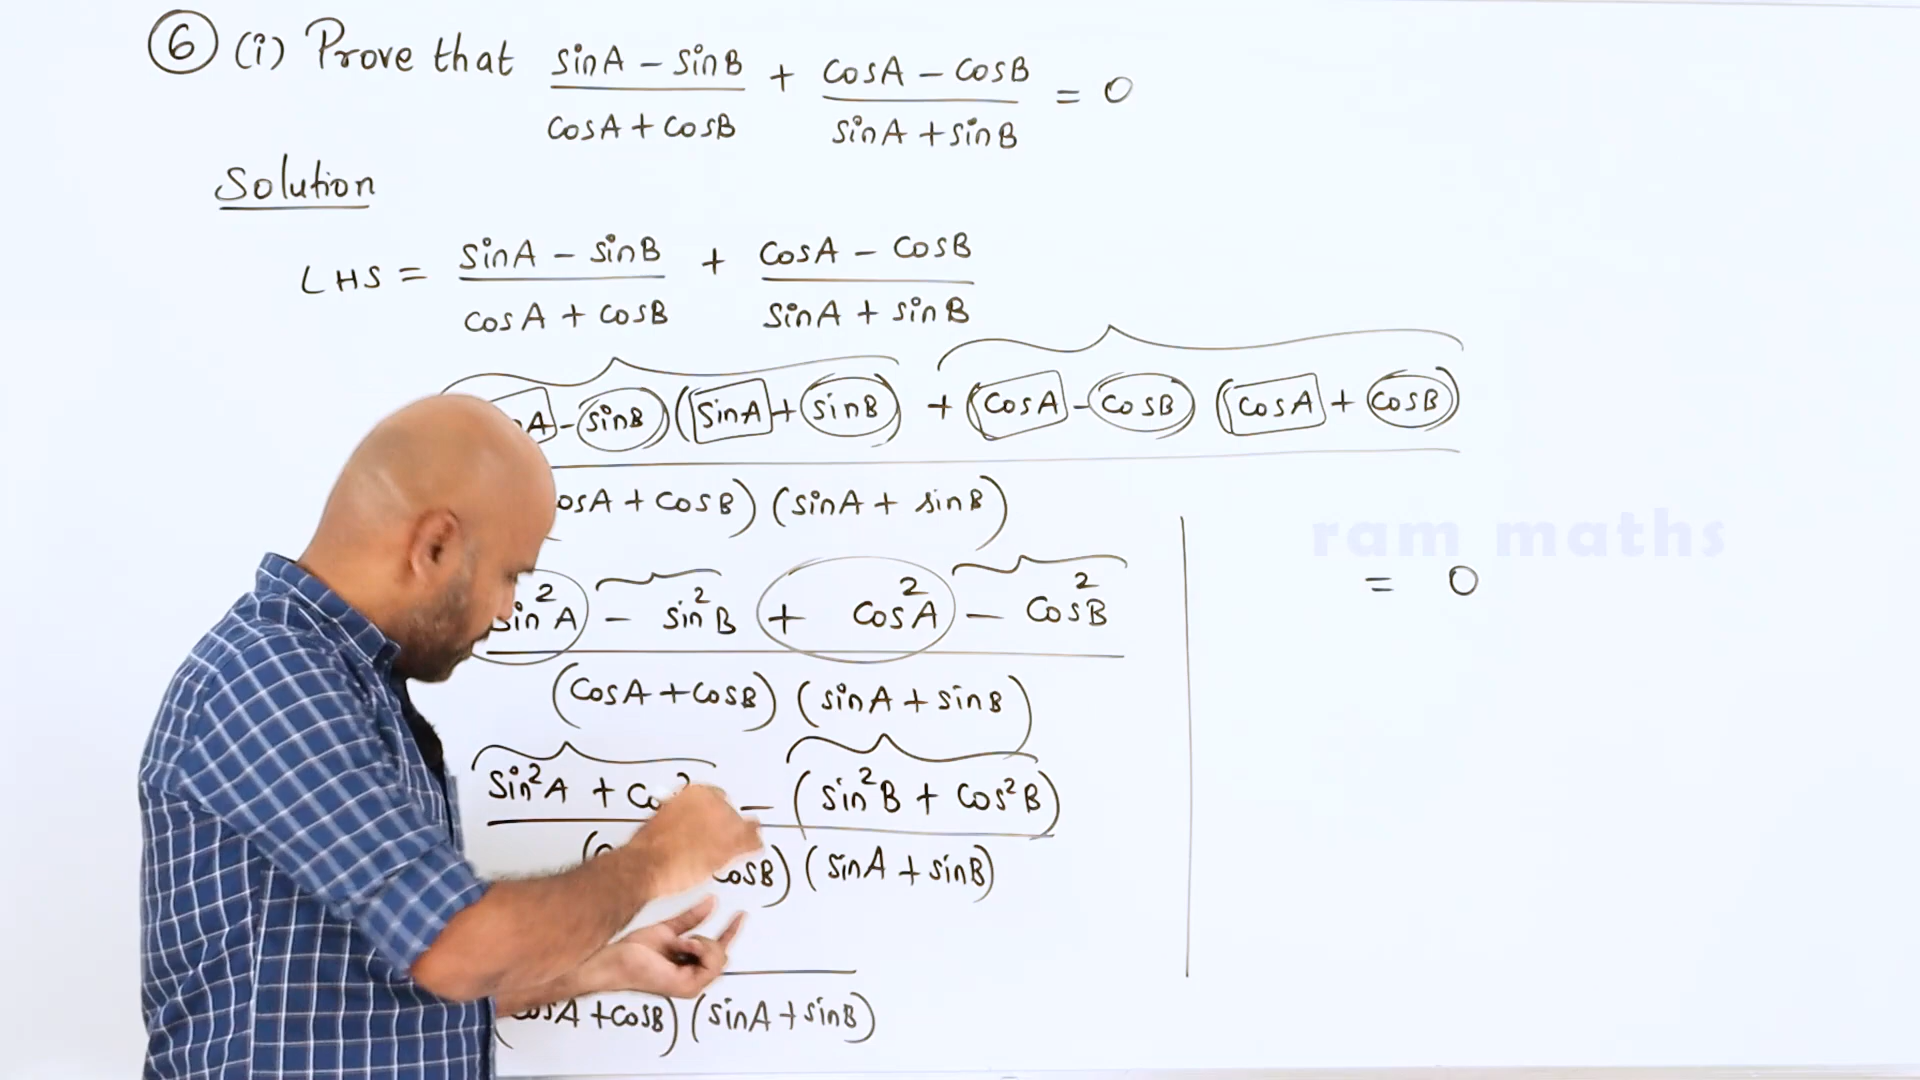 6 (i) Prove that (sinA - sinB)/(cosA + cosB) + (cosA - cosB)/(sinA + sinB) = 0
Solution
LHS = (sinA - sinB)/(cosA + cosB) + (cosA - cosB)/(sinA + sinB)
A - sinB) (sinA + sinB) + (cosA - cosB) (cosA + cosB)
osA + cosB) (sinA + sinB)
sin²A - sin²B + cos²A - cos²B
(cosA + cosB) (sinA + sinB)
sin²A + co - (sin²B + cos²B)
cosB) (sinA + sinB)
(cosA + cosB) (sinA + sinB)
ram maths
= 0